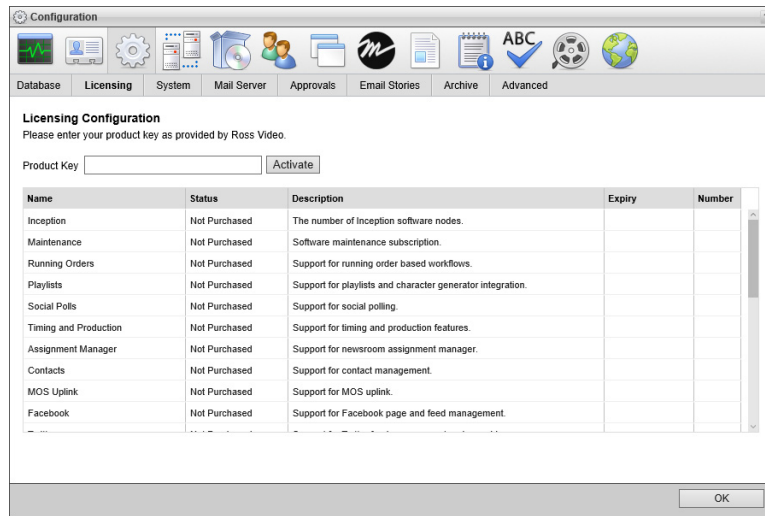 Configuration
ABC
Database Licensing System Mail Server Approvals Email Stories Archive Advanced
Licensing Configuration
Please enter your product key as provided by Ross Video.
Product Key Activate
Name Status Description Expiry Number
Inception Not Purchased The number of Inception software nodes.
Maintenance Not Purchased Software maintenance subscription.
Running Orders Not Purchased Support for running order based workflows.
Playlists Not Purchased Support for playlists and character generator integration.
Social Polls Not Purchased Support for social polling.
Timing and Production Not Purchased Support for timing and production features.
Assignment Manager Not Purchased Support for newsroom assignment manager.
Contacts Not Purchased Support for contact management.
MOS Uplink Not Purchased Support for MOS uplink.
Facebook Not Purchased Support for Facebook page and feed management.
OK